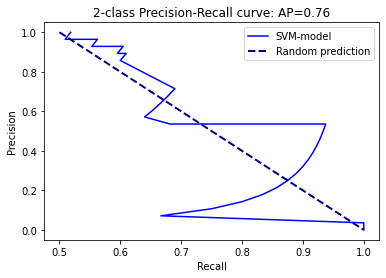 2-class Precision-Recall curve: AP=0.76
SVM-model
Random prediction
Precision
1.0
0.8
0.6
0.4
0.2
0.0
0.5
0.6
0.7
0.8
0.9
1.0
Recall